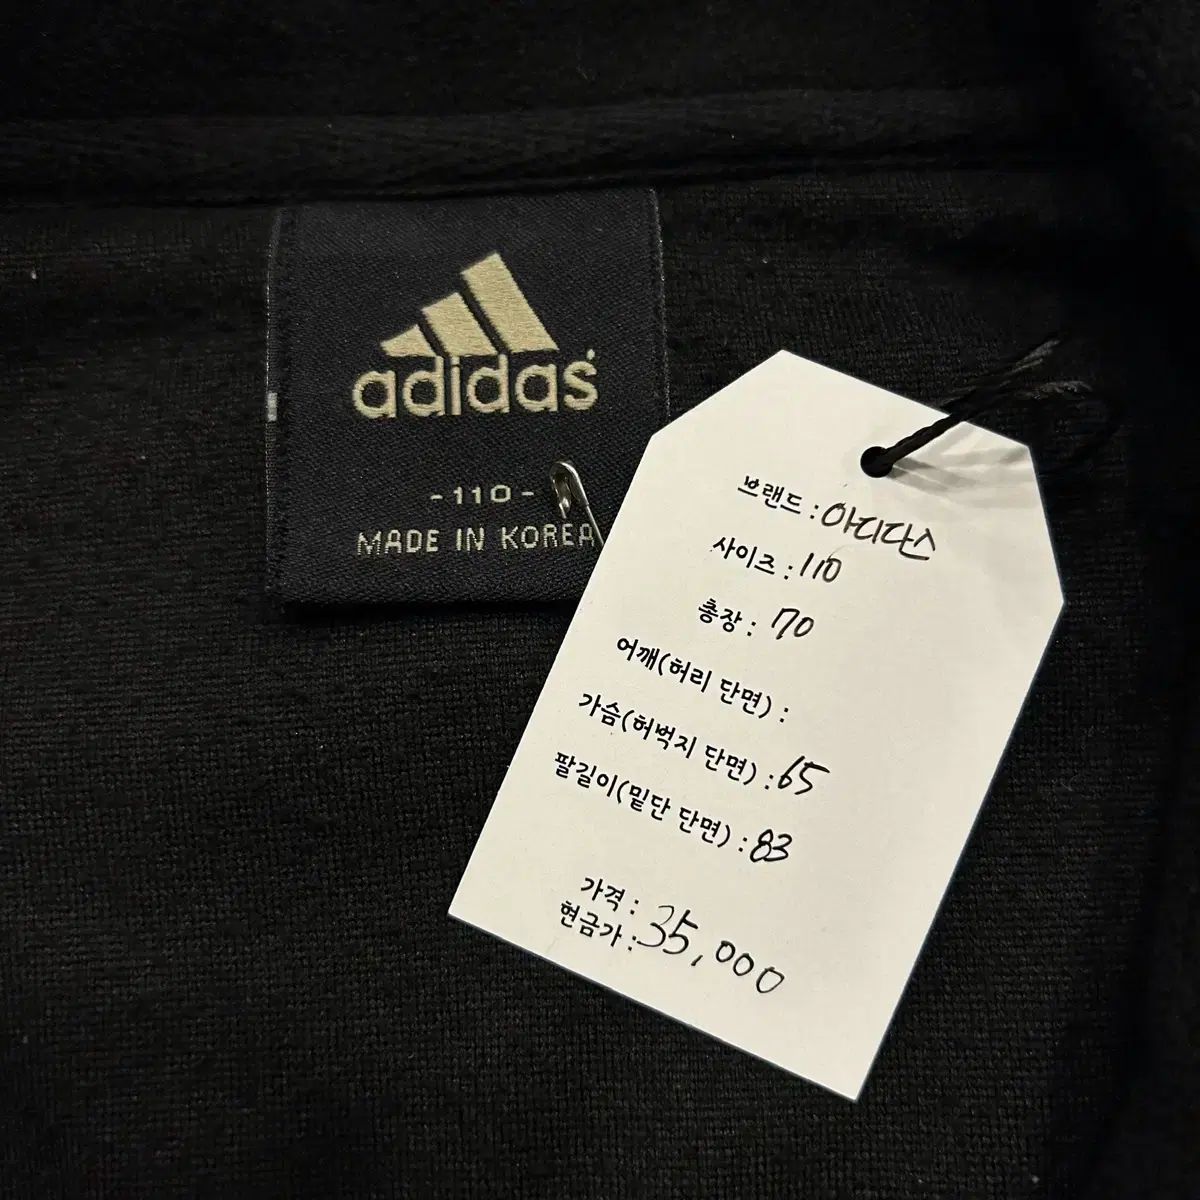 adidas
-110-
MADE IN KOREA
브랜드 : 아디다스
사이즈 : 110
총장 : 70
어깨(허리 단면) :
가슴(허벅지 단면) : 65
팔길이(밑단 단면) : 83
가격 :
현금가 : 35,000